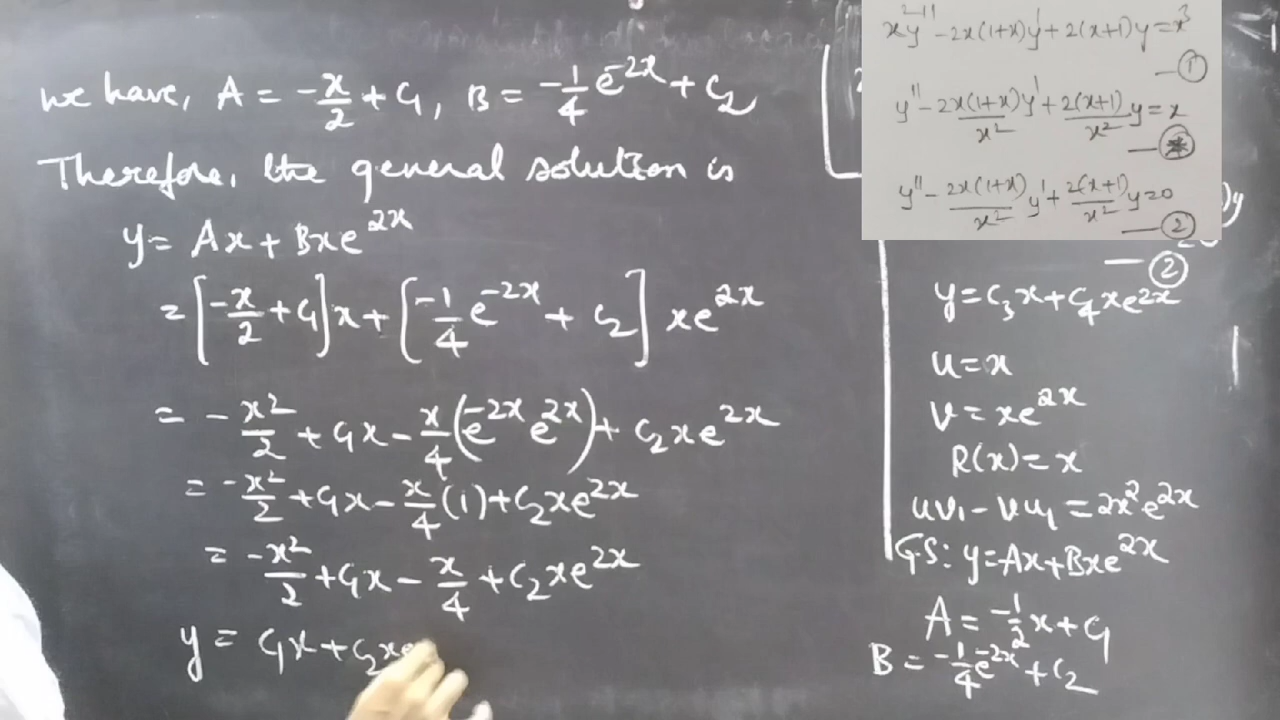 we have, A = -x/2 + C₁, B = -1/4 e^{-2x} + C₂
Therefore, the general solution is
y = Ax + Bxe^{2x}
= [-x/2 + C₁]x + [-1/4 e^{-2x} + C₂] xe^{2x}
= -x²/2 + C₁x - x/4 (e^{-2x} e^{2x}) + C₂xe^{2x}
= -x²/2 + C₁x - x/4 (1) + C₂xe^{2x}
= -x²/2 + C₁x - x/4 + C₂xe^{2x}
y = C₁x + C₂xe
x²y'' - 2x(1+x)y' + 2(x+1)y = x³
—①
y'' - 2x(1+x)/x² y' + 2(x+1)/x² y = x
—(*)
y'' - 2x(1+x)/x² y' + 2(x+1)/x² y = 0
—②
y
—②
y = C₃x + C₄xe^{2x}
u = x
v = xe^{2x}
R(x) = x
uv₁ - vu₁ = 2x²e^{2x}
G.S: y = Ax + Bxe^{2x}
A = -1/2 x + C₁
B = -1/4 e^{-2x} + C₂